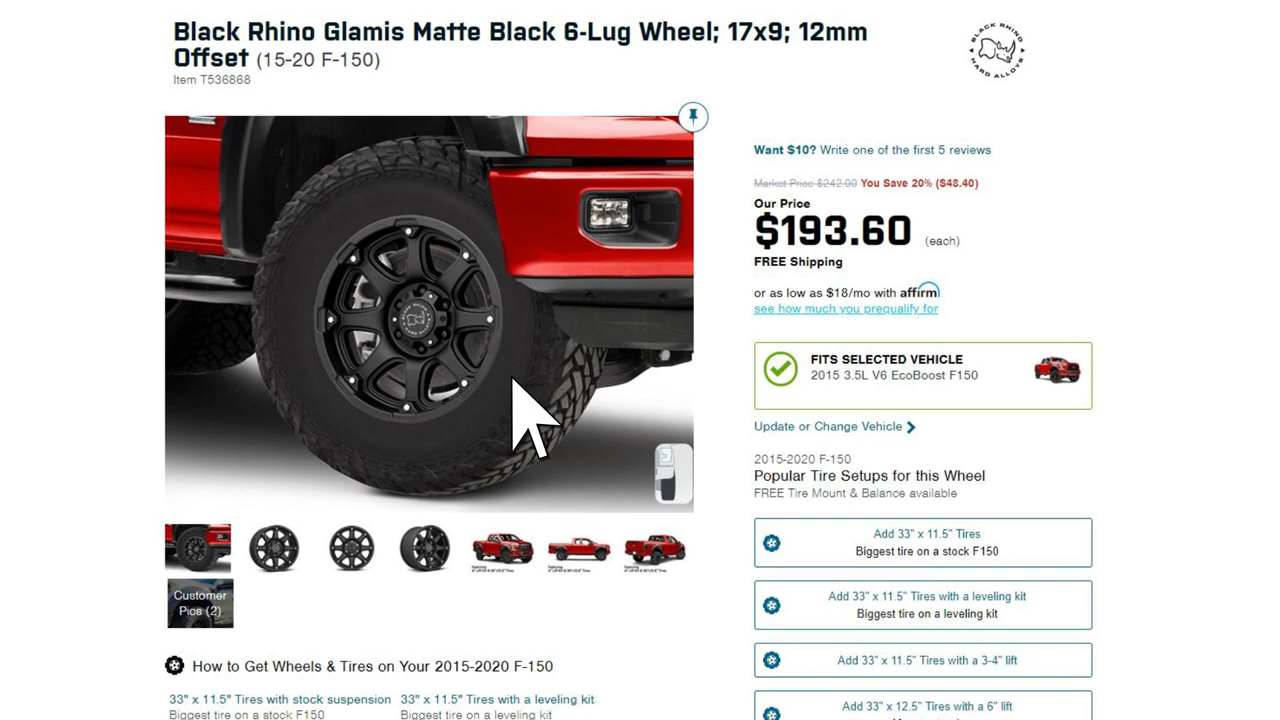 Black Rhino Glamis Matte Black 6-Lug Wheel; 17x9; 12mm
Offset (15-20 F-150)
Item T536868
BLACK RHINO
HARD ALLOYS
Want $10? Write one of the first 5 reviews
Market Price $242.00 You Save 20% ($48.40)
Our Price
$193.60 (each)
FREE Shipping
or as low as $18/mo with affirm
see how much you prequalify for
FITS SELECTED VEHICLE
2015 3.5L V6 EcoBoost F150
Update or Change Vehicle
2015-2020 F-150
Popular Tire Setups for this Wheel
FREE Tire Mount & Balance available
Add 33" x 11.5" Tires
Biggest tire on a stock F150
Add 33" x 11.5" Tires with a leveling kit
Biggest tire on a leveling kit
Add 33" x 11.5" Tires with a 3-4" lift
Add 33" x 12.5" Tires with a 6" lift
Customer
Pics (2)
How to Get Wheels & Tires on Your 2015-2020 F-150
33" x 11.5" Tires with stock suspension
Biggest tire on a stock F150
33" x 11.5" Tires with a leveling kit
Biggest tire on a leveling kit